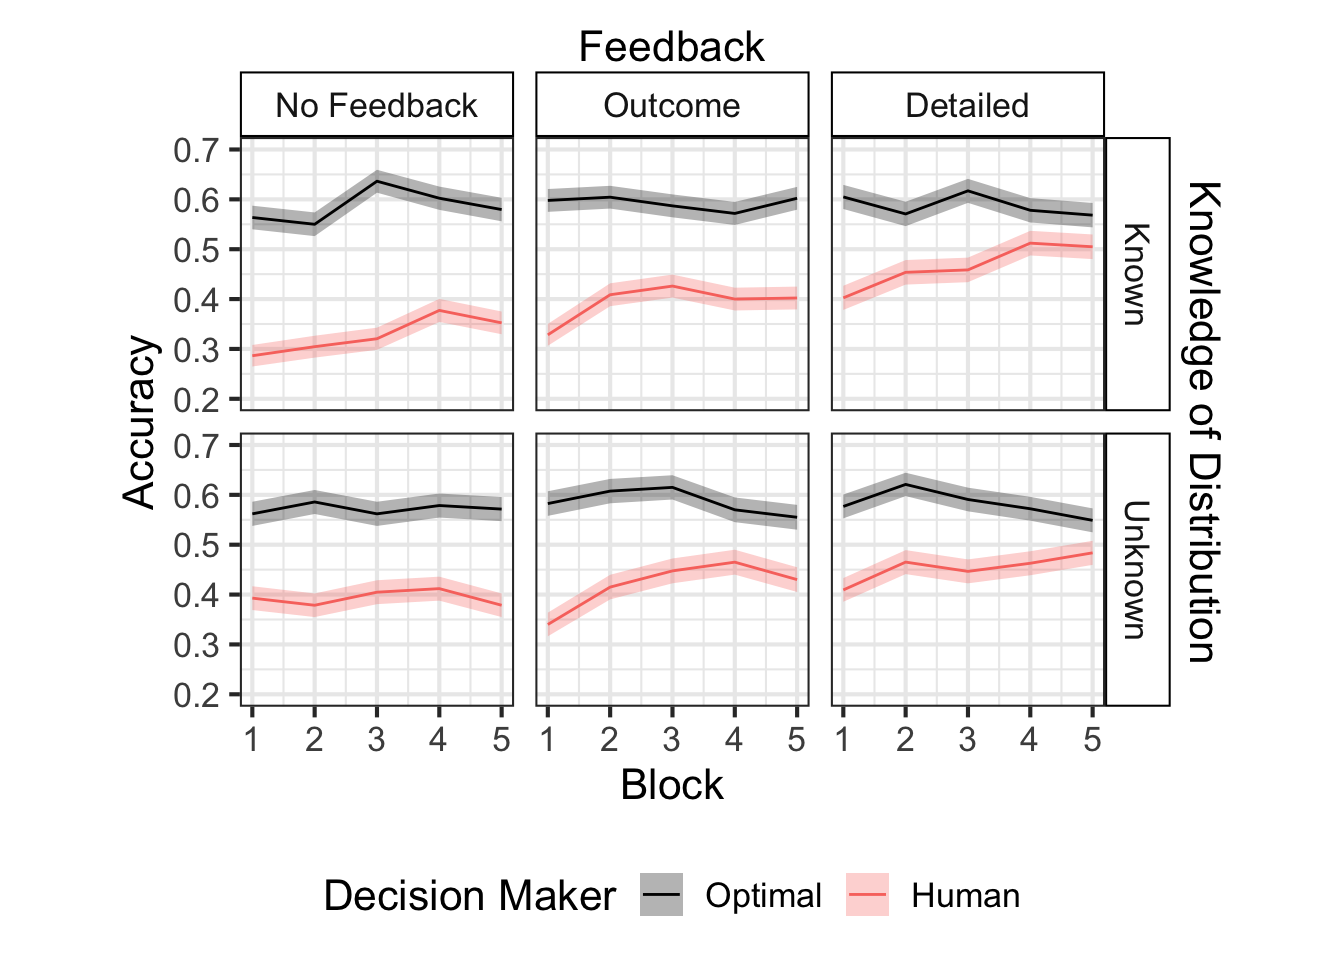 Feedback
No Feedback
Outcome
Detailed
0.7
0.6
0.5
0.4
0.3
0.2
Known
0.7
0.6
0.5
0.4
0.3
0.2
Unknown
Accuracy
Knowledge of Distribution
1 2 3 4 5
1 2 3 4 5
1 2 3 4 5
Block
Decision Maker
Optimal
Human